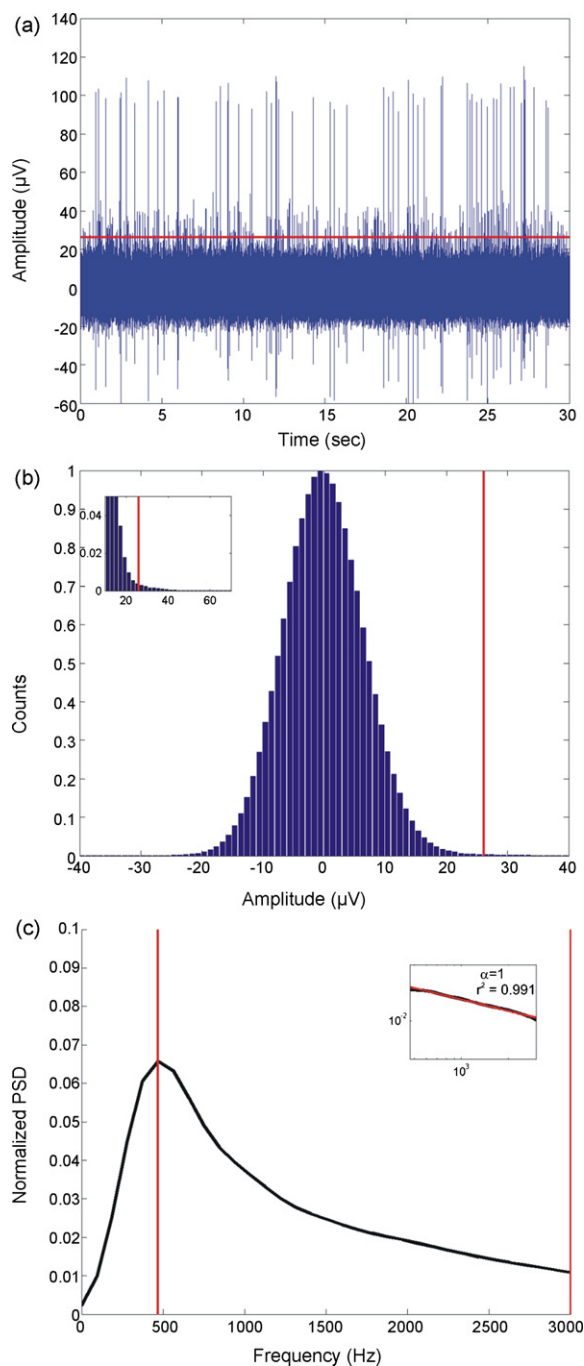 (a)
140
120
100
80
60
40
20
0
-20
-40
-60
Amplitude (µV)
0 5 10 15 20 25 30
Time (sec)
(b)
1
0.9
0.8
0.7
0.6
0.5
0.4
0.3
0.2
0.1
0
Counts
0.04
0.02
0
20 40 60
-40 -30 -20 -10 0 10 20 30 40
Amplitude (µV)
(c)
0.1
0.09
0.08
0.07
0.06
0.05
0.04
0.03
0.02
0.01
0
Normalized PSD
α=1
r² = 0.991
10⁻²
10³
0 500 1000 1500 2000 2500 3000
Frequency (Hz)